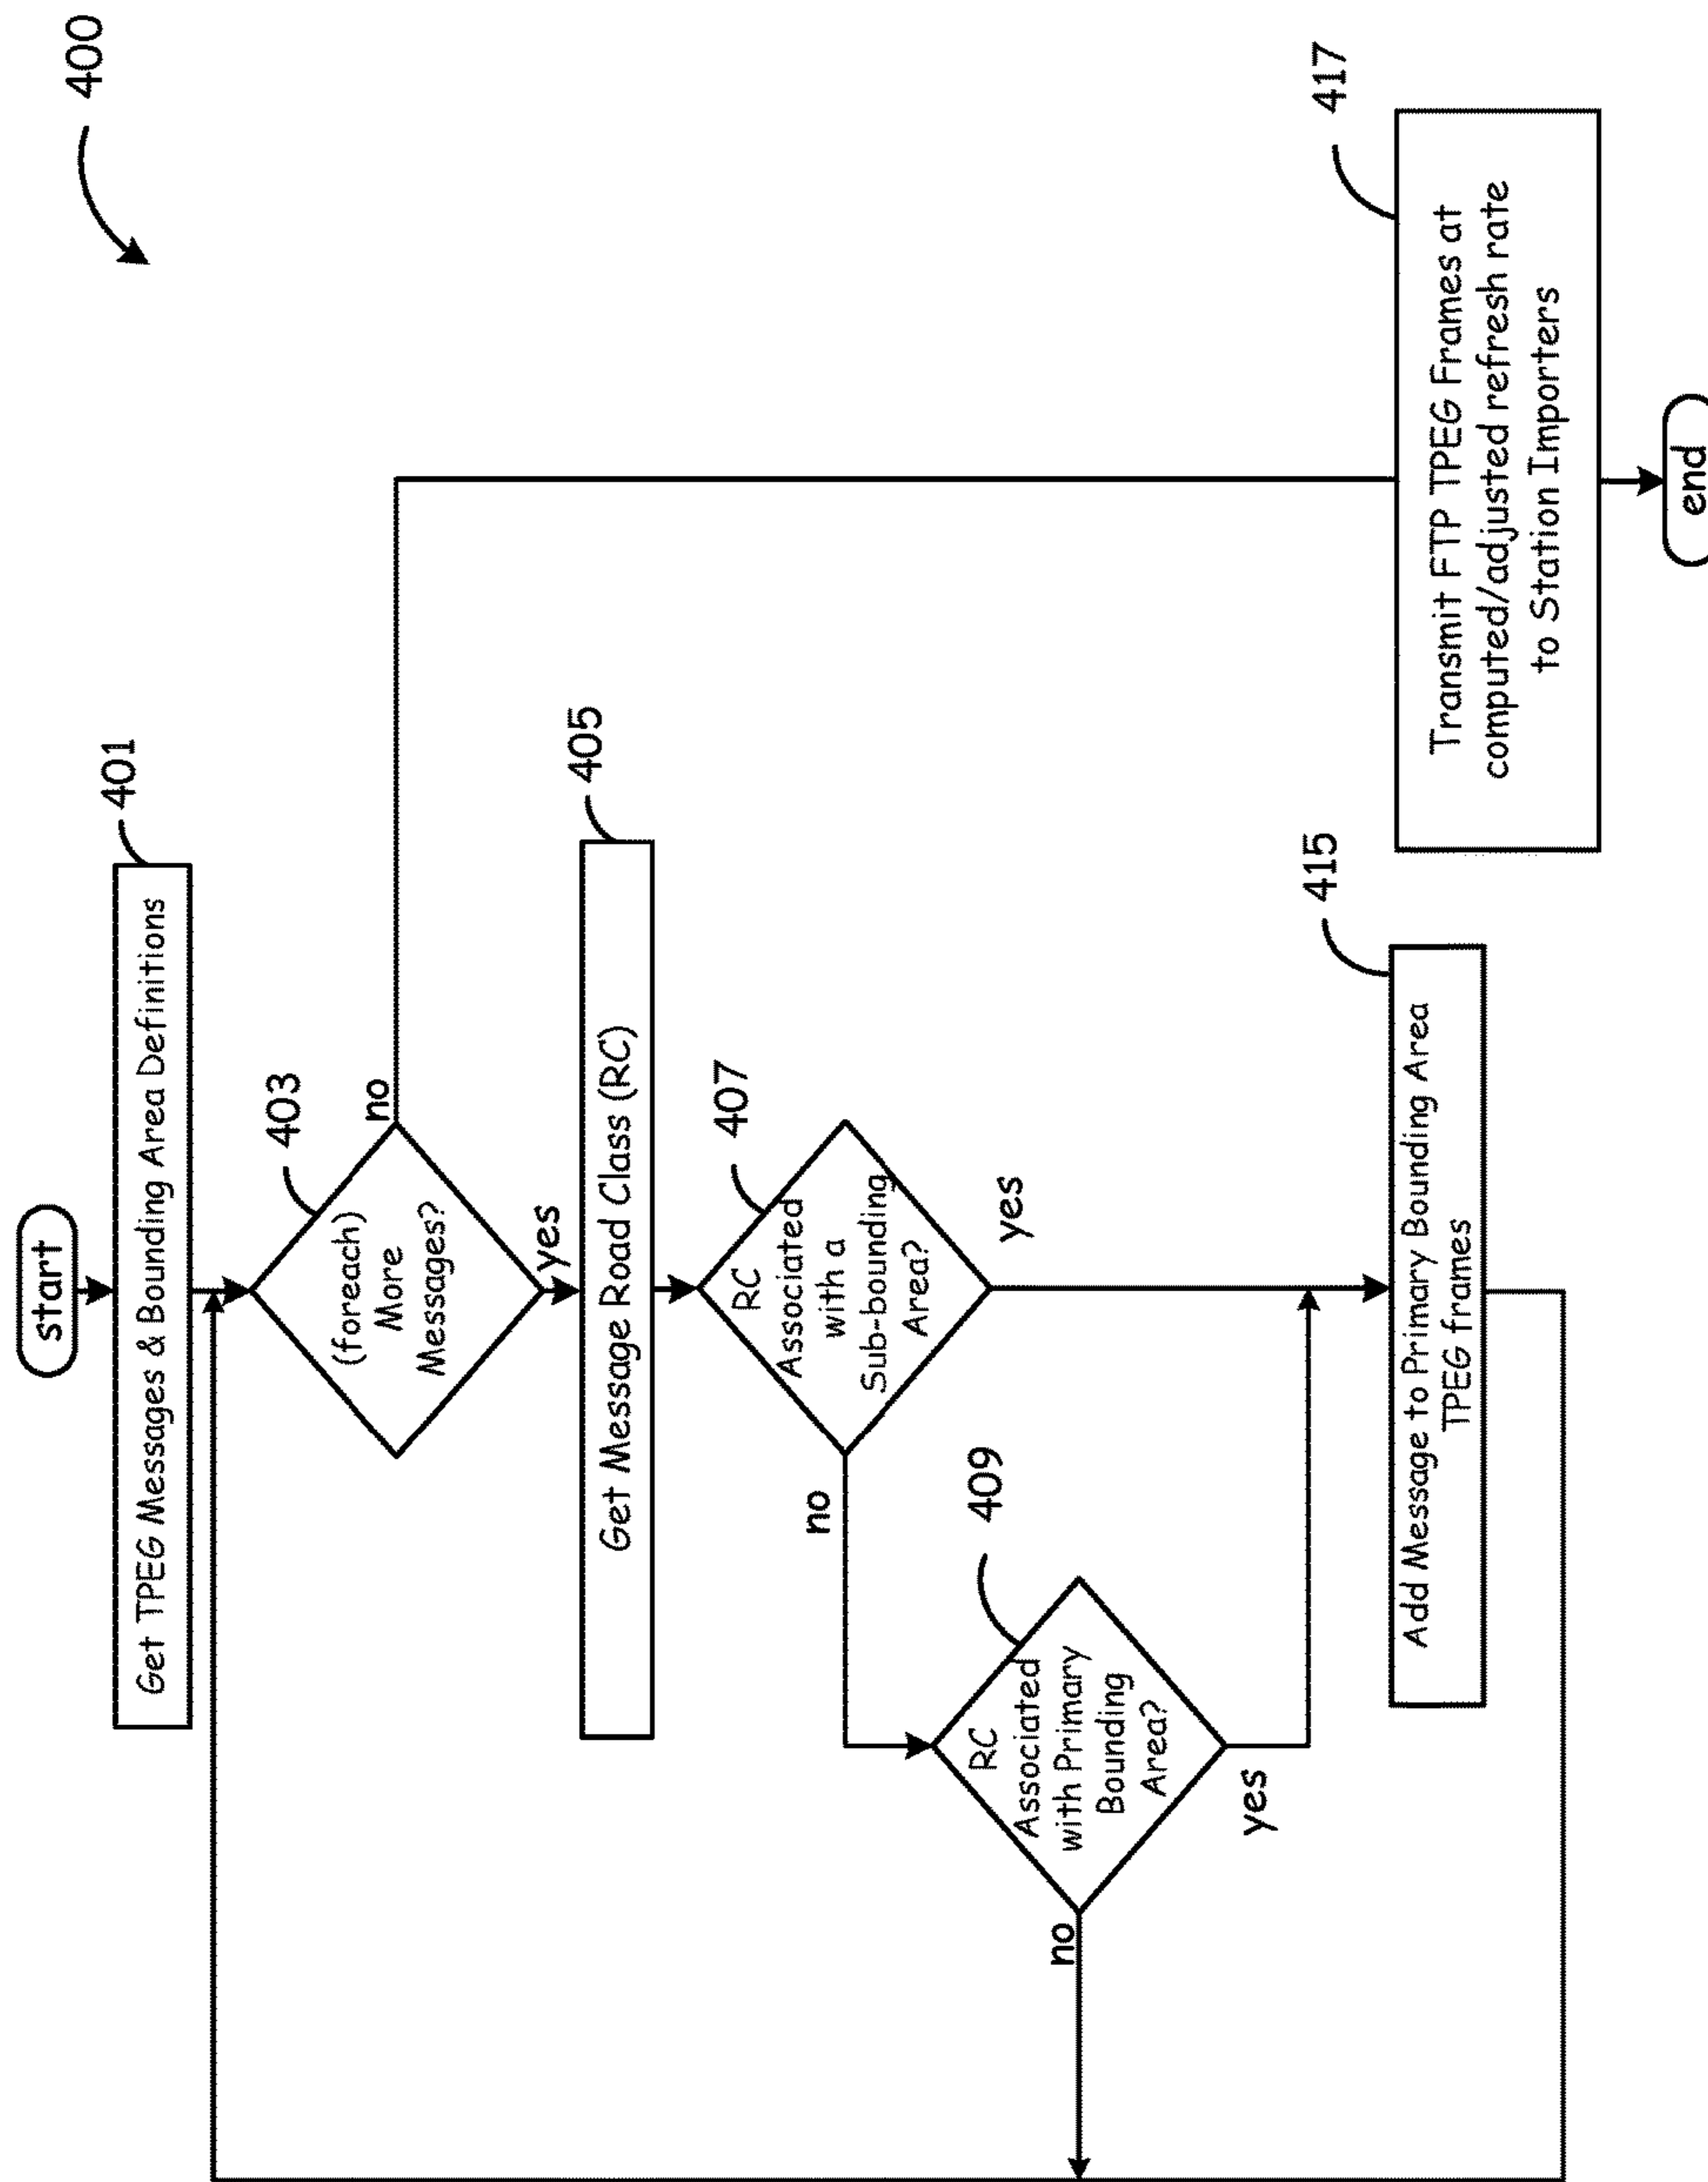 400
start
401
Get TPEG Messages & Bounding Area Definitions
403
(foreach)
More
Messages?
no
yes
405
Get Message Road Class (RC)
407
RC
Associated
with a
Sub-bounding
Area?
no
yes
409
RC
Associated
with Primary
Bounding
Area?
no
yes
415
Add Message to Primary Bounding Area
TPEG frames
417
Transmit FTP TPEG Frames at
computed/adjusted refresh rate
to Station Importers
end